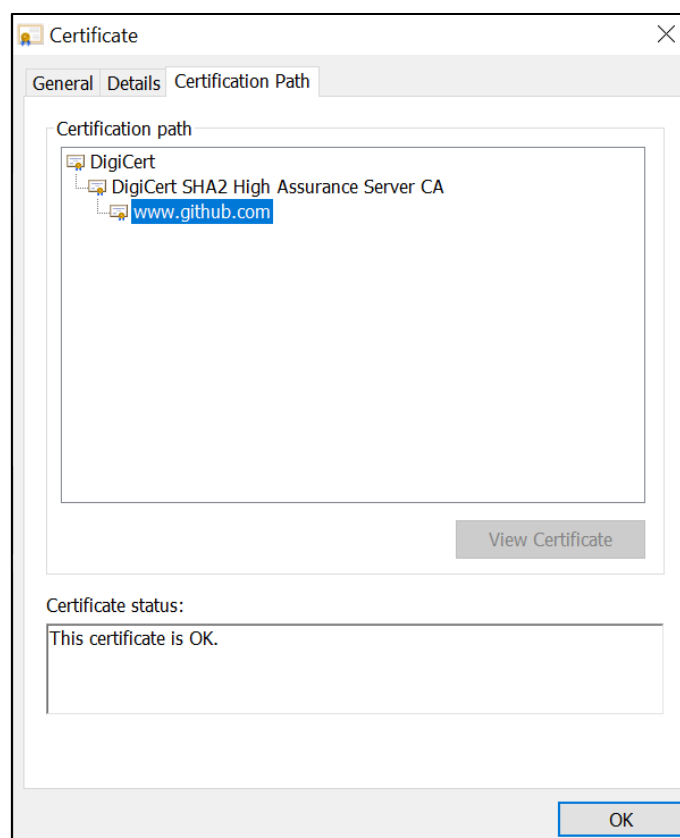 Certificate
General Details Certification Path
Certification path
DigiCert
DigiCert SHA2 High Assurance Server CA
www.github.com
View Certificate
Certificate status:
This certificate is OK.
OK